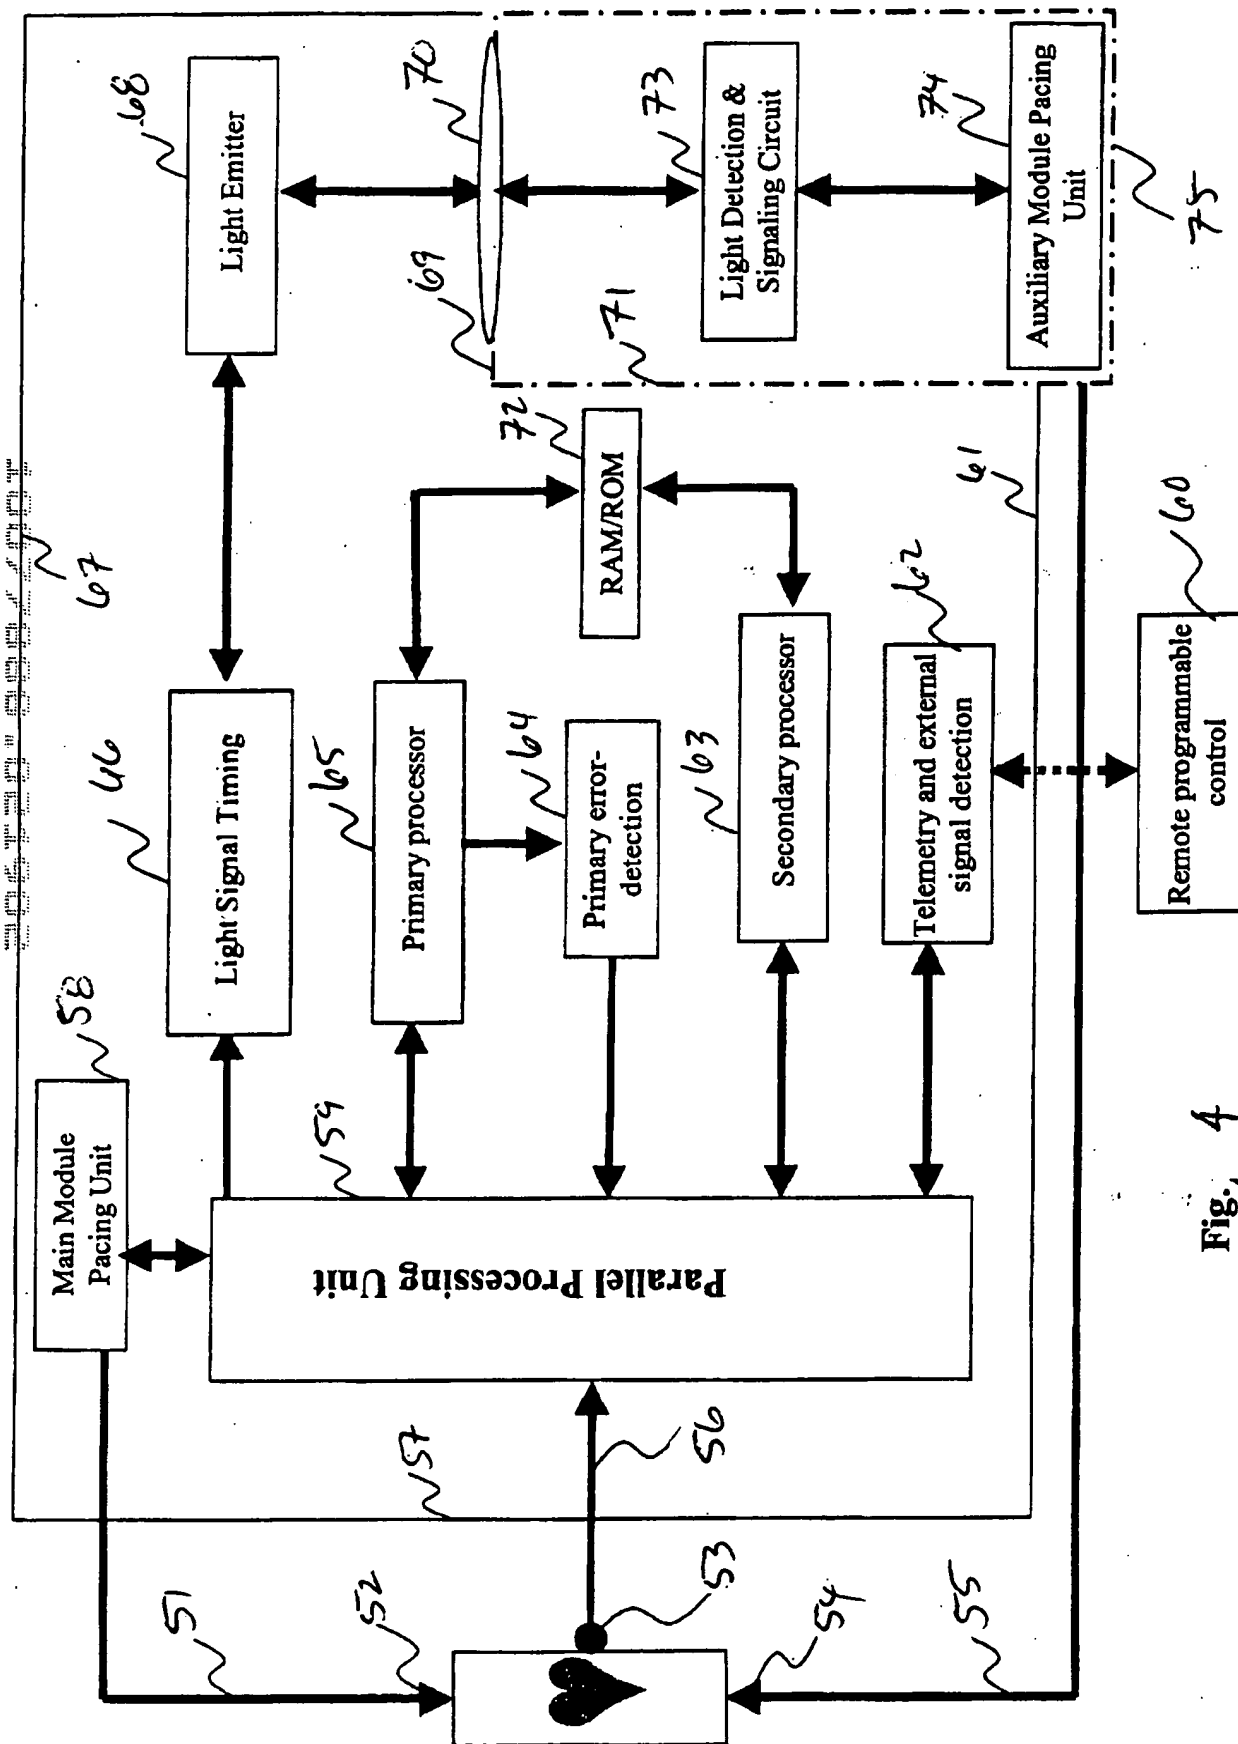 67
58
Main Module
Pacing Unit
46
Light Signal Timing
68
Light Emitter
59
Parallel Processing Unit
65
Primary processor
69
70
57
64
Primary error-
detection
72
RAM/ROM
71
73
Light Detection &
Signaling Circuit
51
52
53
56
63
Secondary processor
54
62
Telemetry and external
signal detection
74
Auxiliary Module Pacing
Unit
61
55
75
60
Remote programmable
control
Fig., 4